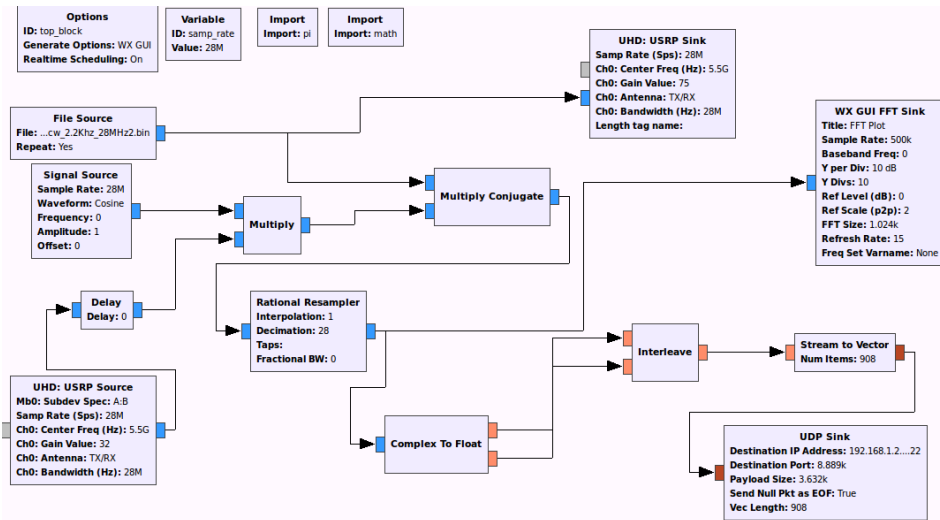 Options
ID: top_block
Generate Options: WX GUI
Realtime Scheduling: On
Variable
ID: samp_rate
Value: 28M
Import
Import: pi
Import
Import: math
UHD: USRP Sink
Samp Rate (Sps): 28M
Ch0: Center Freq (Hz): 5.5G
Ch0: Gain Value: 75
Ch0: Antenna: TX/RX
Ch0: Bandwidth (Hz): 28M
Length tag name:
File Source
File: ...cw_2.2Khz_28MHz2.bin
Repeat: Yes
WX GUI FFT Sink
Title: FFT Plot
Sample Rate: 500k
Baseband Freq: 0
Y per Div: 10 dB
Y Divs: 10
Ref Level (dB): 0
Ref Scale (p2p): 2
FFT Size: 1.024k
Refresh Rate: 15
Freq Set Varname: None
Signal Source
Sample Rate: 28M
Waveform: Cosine
Frequency: 0
Amplitude: 1
Offset: 0
Multiply
Multiply Conjugate
Delay
Delay: 0
Rational Resampler
Interpolation: 1
Decimation: 28
Taps:
Fractional BW: 0
Interleave
Stream to Vector
Num Items: 908
UHD: USRP Source
Mb0: Subdev Spec: A:B
Samp Rate (Sps): 28M
Ch0: Center Freq (Hz): 5.5G
Ch0: Gain Value: 32
Ch0: Antenna: TX/RX
Ch0: Bandwidth (Hz): 28M
Complex To Float
UDP Sink
Destination IP Address: 192.168.1.2....22
Destination Port: 8.889k
Payload Size: 3.632k
Send Null Pkt as EOF: True
Vec Length: 908